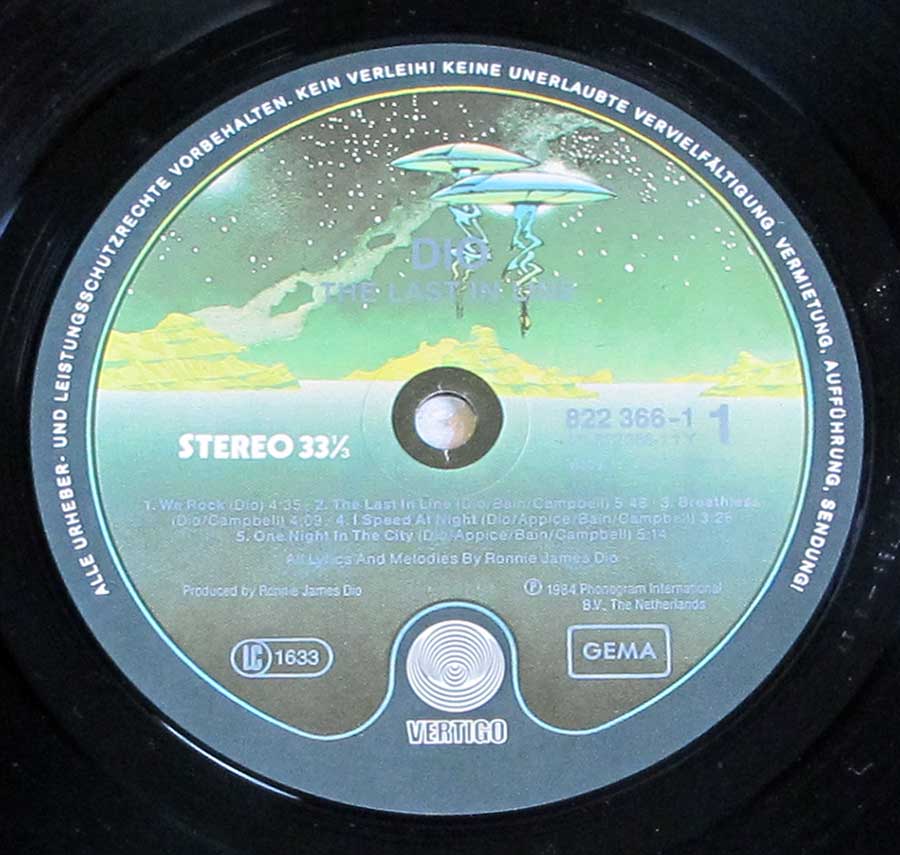 ALLE URHEBER- UND LEISTUNGSSCHUTZRECHTE VORBEHALTEN. KEIN VERLEIH! KEINE UNERLAUBTE VERVIELFÄLTIGUNG, VERMIETUNG, AUFFÜHRUNG, SENDUNG!
DIO
THE LAST IN LINE
822 366-1 1
STEREO 33⅓
1. We Rock (Dio) 4:35 · 2. The Last In Line (Dio/Bain/Campbell) 5:48 · 3. Breathless
(Dio/Campbell) 4:09 · 4. I Speed At Night (Dio/Appice/Bain/Campbell) 3:26
5. One Night In The City (Dio/Appice/Bain/Campbell) 5:14
All Lyrics And Melodies By Ronnie James Dio
Produced by Ronnie James Dio
℗ 1984 Phonogram International
B.V., The Netherlands
LC 1633
GEMA
VERTIGO